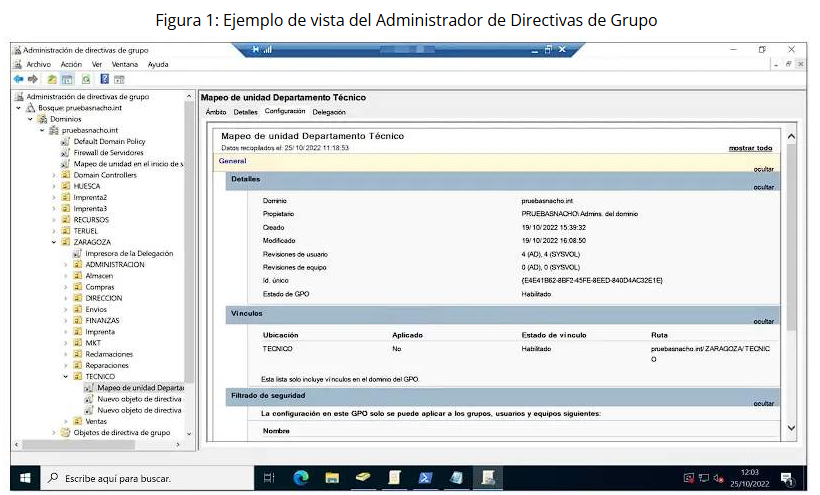 Figura 1: Ejemplo de vista del Administrador de Directivas de Grupo
Administración de directivas de grupo
Archivo Acción Ver Ventana Ayuda
Administración de directivas de grupo
Bosque: pruebasnacho.int
Dominios
pruebasnacho.int
Default Domain Policy
Firewall de Servidores
Mapeo de unidad en el inicio de s
Domain Controllers
HUESCA
Imprenta2
Imprenta3
RECURSOS
TERUEL
ZARAGOZA
Impresora de la Delegación
ADMINISTRACION
Almacen
Compras
DIRECCION
Envios
FINANZAS
Imprenta
MKT
Reclamaciones
Reparaciones
TECNICO
Mapeo de unidad Departar
Nuevo objeto de directiva
Nuevo objeto de directiva
Ventas
Objetos de directiva de grupo
Mapeo de unidad Departamento Técnico
Ámbito Detalles Configuración Delegación
Mapeo de unidad Departamento Técnico
Datos recopilados el: 25/10/2022 11:18:53 mostrar todo
General
ocultar
Detalles
ocultar
Dominio pruebasnacho.int
Propietario PRUEBASNACHO\Admins. del dominio
Creado 19/10/2022 15:39:32
Modificado 19/10/2022 16:08:50
Revisiones de usuario 4 (AD), 4 (SYSVOL)
Revisiones de equipo 0 (AD), 0 (SYSVOL)
Id. único {E4E41B62-8BF2-45FE-8EED-840D4AC32E1E}
Estado de GPO Habilitado
Vínculos
ocultar
Ubicación Aplicado Estado de vínculo Ruta
TECNICO No Habilitado pruebasnacho.int/ZARAGOZA/TECNIC
O
Esta lista solo incluye vínculos en el dominio del GPO.
Filtrado de seguridad
ocultar
La configuración en este GPO solo se puede aplicar a los grupos, usuarios y equipos siguientes:
Nombre
Escribe aquí para buscar.
12:03
25/10/2022
1